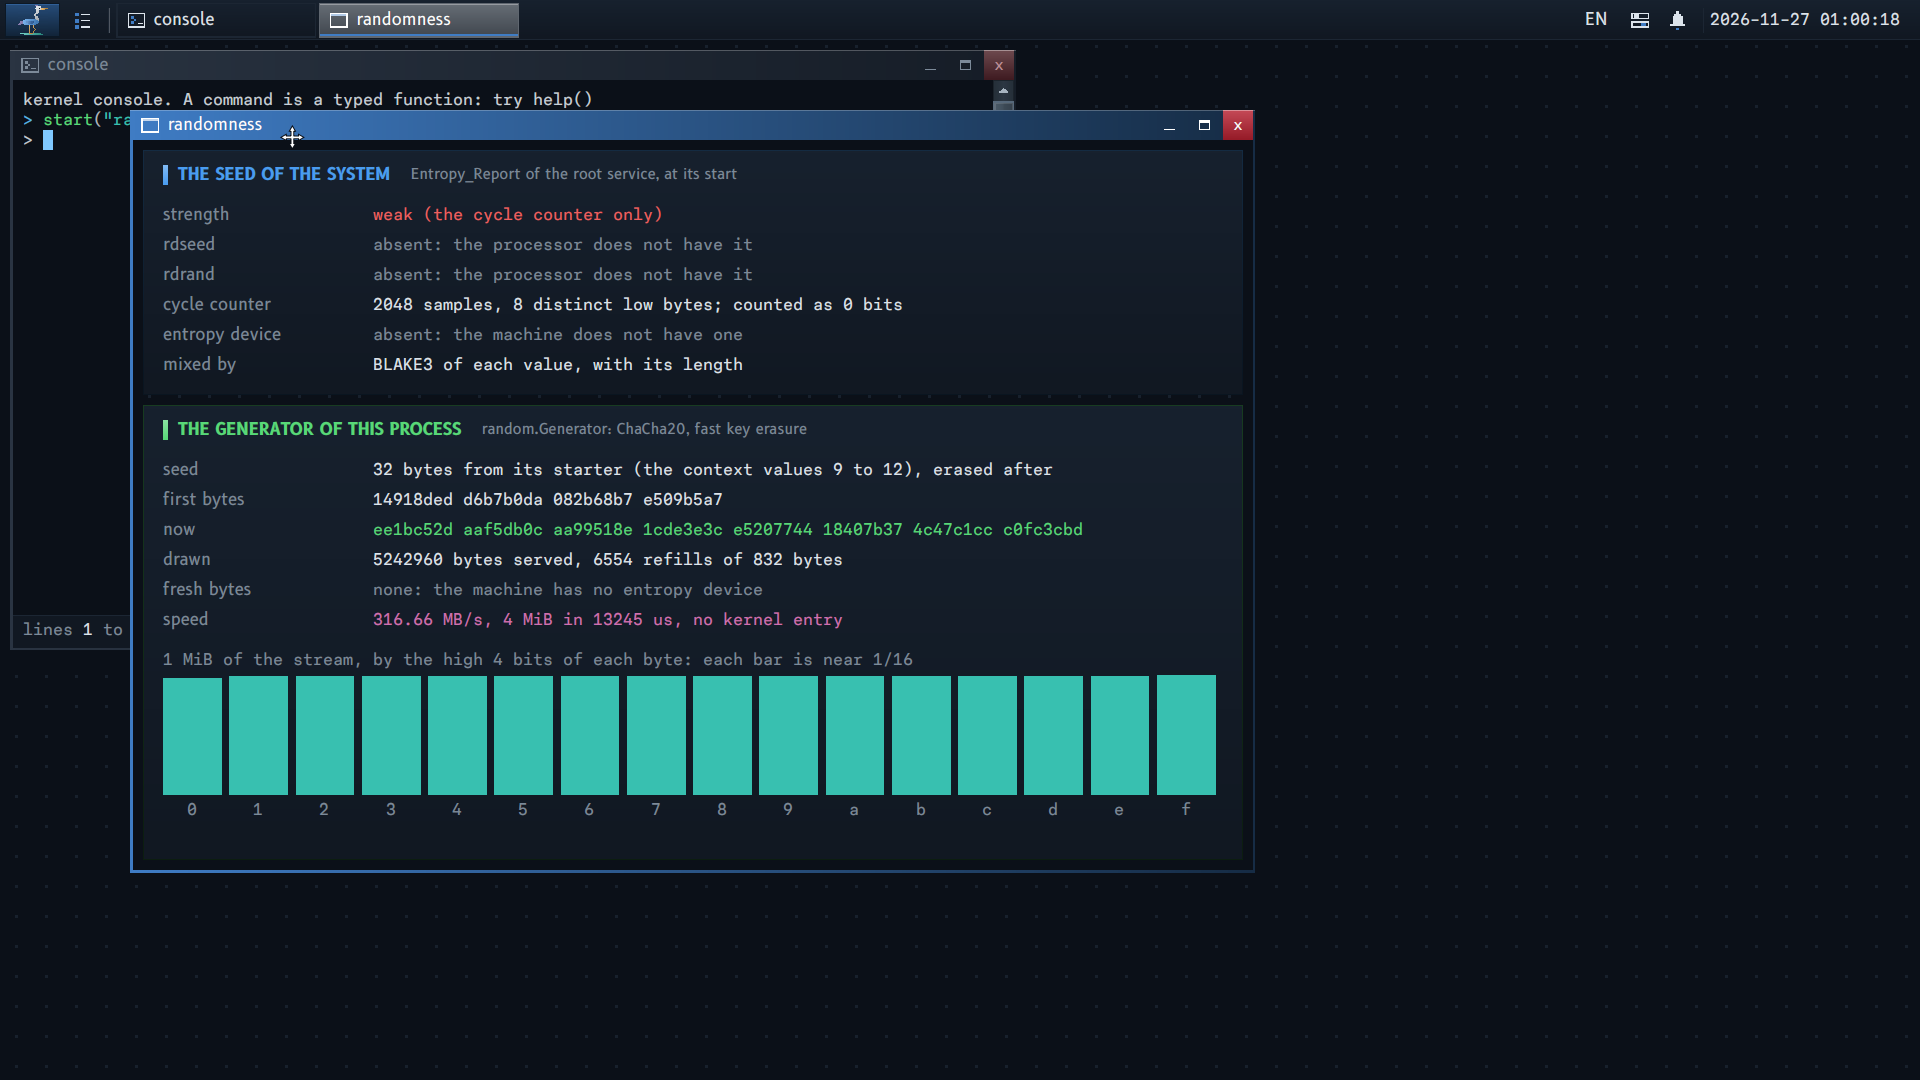 console
randomness
EN
2026-11-27 01:00:18
console
x
kernel console. A command is a typed function: try help()
> start("ra
>
lines 1 to
randomness
x
THE SEED OF THE SYSTEM Entropy_Report of the root service, at its start
strength weak (the cycle counter only)
rdseed absent: the processor does not have it
rdrand absent: the processor does not have it
cycle counter 2048 samples, 8 distinct low bytes; counted as 0 bits
entropy device absent: the machine does not have one
mixed by BLAKE3 of each value, with its length
THE GENERATOR OF THIS PROCESS random.Generator: ChaCha20, fast key erasure
seed 32 bytes from its starter (the context values 9 to 12), erased after
first bytes 14918ded d6b7b0da 082b68b7 e509b5a7
now ee1bc52d aaf5db0c aa99518e 1cde3e3c e5207744 18407b37 4c47c1cc c0fc3cbd
drawn 5242960 bytes served, 6554 refills of 832 bytes
fresh bytes none: the machine has no entropy device
speed 316.66 MB/s, 4 MiB in 13245 us, no kernel entry
1 MiB of the stream, by the high 4 bits of each byte: each bar is near 1/16
0 1 2 3 4 5 6 7 8 9 a b c d e f